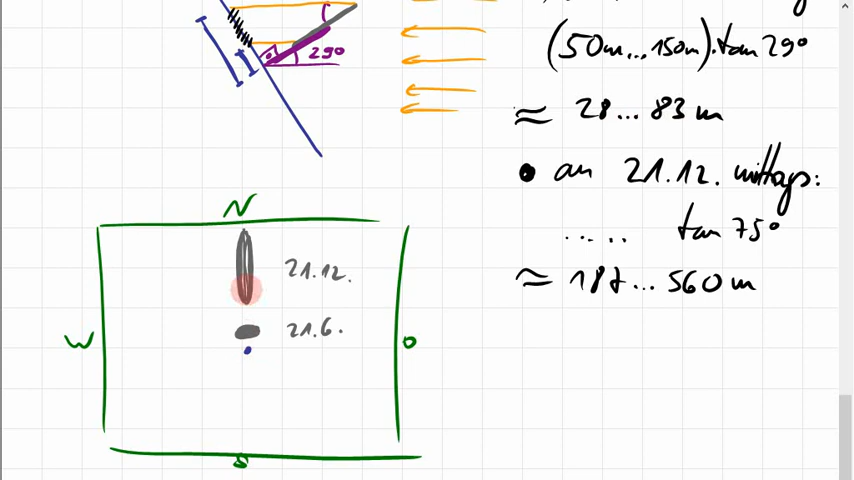 29°
(50m...150m)·tan 29°
≈ 28...83 m
• am 21.12. mittags:
..... tan 75°
≈ 187...560 m
N
21.12.
21.6.
W
O
S